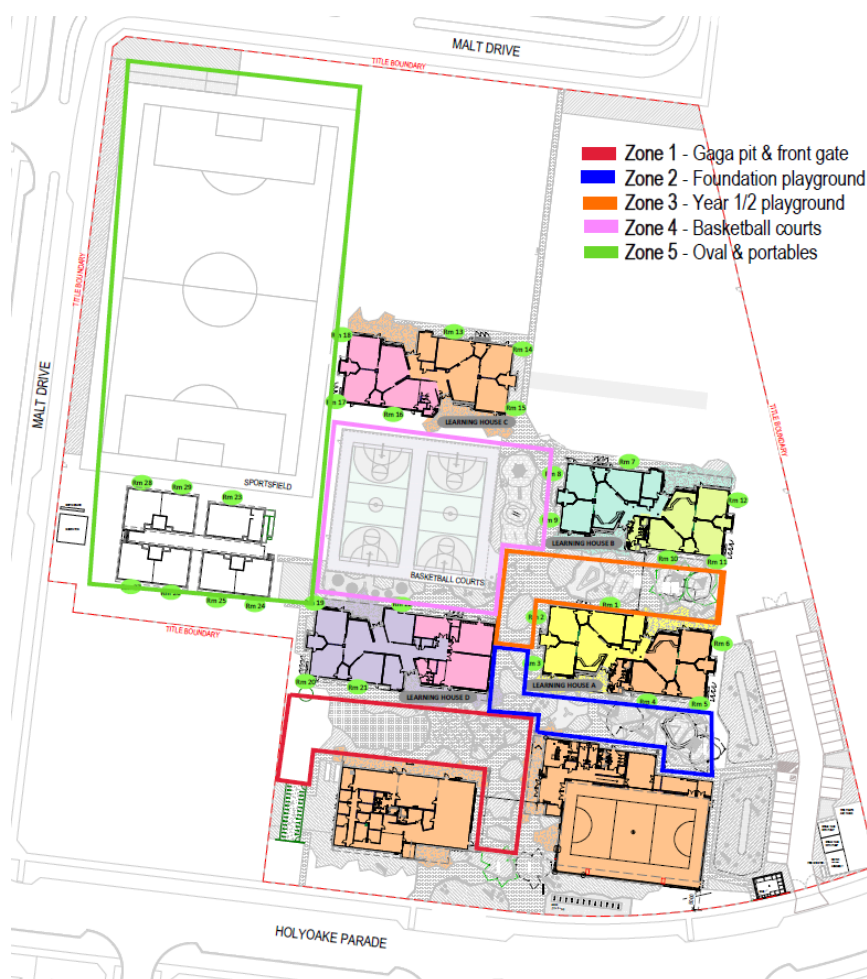 MALT DRIVE
TITLE BOUNDARY
Zone 1 - Gaga pit & front gate
Zone 2 - Foundation playground
Zone 3 - Year 1/2 playground
Zone 4 - Basketball courts
Zone 5 - Oval & portables
TITLE BOUNDARY
MALT DRIVE
TITLE BOUNDARY
Rm 18
Rm 13
Rm 14
Rm 17
Rm 16
Rm 15
LEARNING HOUSE C
Rm 28
Rm 29
Rm 23
SPORTSFIELD
Rm 8
Rm 7
Rm 12
Rm 9
LEARNING HOUSE B
Rm 10
Rm 11
BASKETBALL COURTS
Rm 25
Rm 24
19
Rm 2
Rm 1
TITLE BOUNDARY
Rm 6
Rm 3
Rm 20
Rm 21
LEARNING HOUSE D
LEARNING HOUSE A
Rm 4
Rm 5
HOLYOAKE PARADE